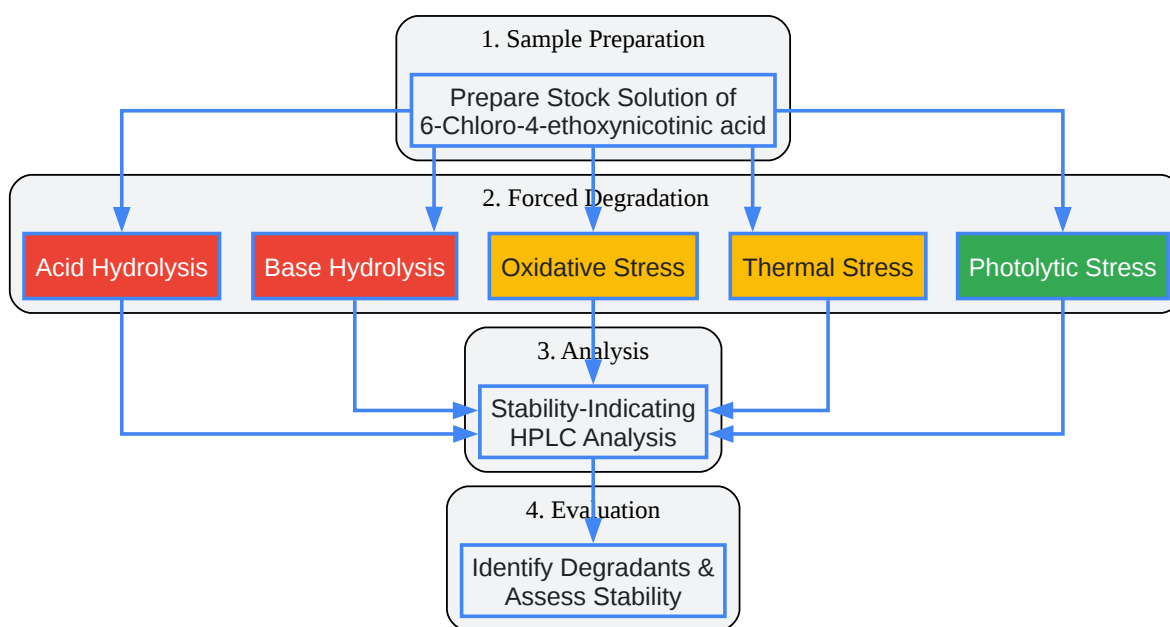 1. Sample Preparation
Prepare Stock Solution of
6-Chloro-4-ethoxynicotinic acid
2. Forced Degradation
Acid Hydrolysis
Base Hydrolysis
Oxidative Stress
Thermal Stress
Photolytic Stress
3. Analysis
Stability-Indicating
HPLC Analysis
4. Evaluation
Identify Degradants &
Assess Stability